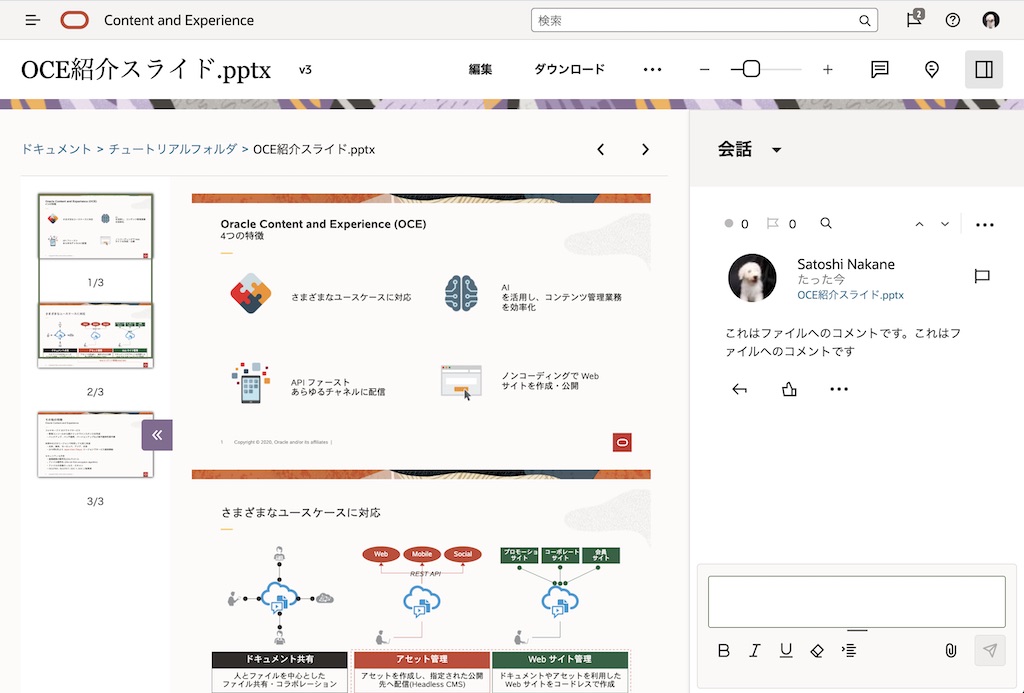 Content and Experience
検索
2
OCE紹介スライド.pptx
v3
編集
ダウンロード
ドキュメント > チュートリアルフォルダ > OCE紹介スライド.pptx
会話
1/3
2/3
3/3
Oracle Content and Experience (OCE)
4つの特徴
さまざまなユースケースに対応
AI
を活用し、コンテンツ管理業務
を効率化
API ファースト
あらゆるチャネルに配信
ノンコーディングで Web
サイトを作成・公開
1 Copyright © 2020, Oracle and/or its affiliates |
さまざまなユースケースに対応
Web
Mobile
Social
REST API
プロモーション
サイト
コーポレート
サイト
会員
サイト
ドキュメント共有
人とファイルを中心とした
ファイル共有・コラボレーション
アセット管理
アセットを作成し、指定された公開
先へ配信(Headless CMS)
Web サイト管理
ドキュメントやアセットを利用した
Web サイトをコードレスで作成
0
0
Satoshi Nakane
たった今
OCE紹介スライド.pptx
これはファイルへのコメントです。これはフ
ァイルへのコメントです
B I U